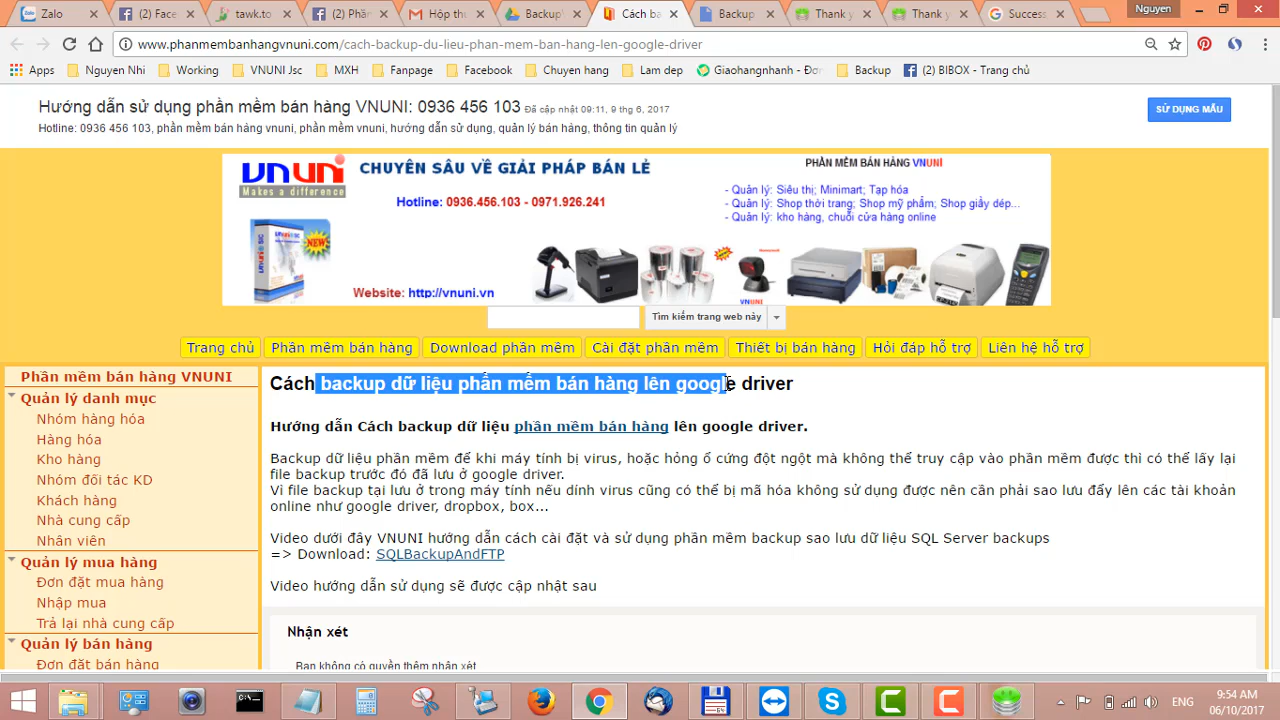 Zalo
(2) Face
tawk.to
(2) Phần
Hộp thư
Backup
Cách ba
Backup
Thank y
Thank y
Success
Nguyen
www.phanmembanhangvnuni.com/cach-backup-du-lieu-phan-mem-ban-hang-len-google-driver
Apps
Nguyen Nhi
Working
VNUNI Jsc
MXH
Fanpage
Facebook
Chuyen hang
Lam dep
Giaohangnhanh - Đơn
Backup
(2) BIBOX - Trang chủ
Hướng dẫn sử dụng phần mềm bán hàng VNUNI: 0936 456 103 Đã cập nhật 09:11, 9 thg 6, 2017
SỬ DỤNG MẪU
Hotline: 0936 456 103, phần mềm bán hàng vnuni, phần mềm vnuni, hướng dẫn sử dụng, quản lý bán hàng, thông tin quản lý
VNUNI
Makes a difference
CHUYÊN SÂU VỀ GIẢI PHÁP BÁN LẺ
Hotline: 0936.456.103 - 0971.926.241
PHẦN MỀM BÁN HÀNG VNUNI
- Quản lý: Siêu thị; Minimart; Tạp hóa
- Quản lý: Shop thời trang; Shop mỹ phẩm; Shop giầy dép...
- Quản lý: kho hàng, chuỗi cửa hàng online
NEW
Website: http://vnuni.vn
VNUNI
Tìm kiếm trang web này
Trang chủ
Phần mềm bán hàng
Download phần mềm
Cài đặt phần mềm
Thiết bị bán hàng
Hỏi đáp hỗ trợ
Liên hệ hỗ trợ
Phần mềm bán hàng VNUNI
Quản lý danh mục
Nhóm hàng hóa
Hàng hóa
Kho hàng
Nhóm đối tác KD
Khách hàng
Nhà cung cấp
Nhân viên
Quản lý mua hàng
Đơn đặt mua hàng
Nhập mua
Trả lại nhà cung cấp
Quản lý bán hàng
Đơn đặt bán hàng
Cách backup dữ liệu phần mềm bán hàng lên google driver
Hướng dẫn Cách backup dữ liệu phần mềm bán hàng lên google driver.
Backup dữ liệu phần mềm để khi máy tính bị virus, hoặc hỏng ổ cứng đột ngột mà không thể truy cập vào phần mềm được thì có thể lấy lại
file backup trước đó đã lưu ở google driver.
Vì file backup tại lưu ở trong máy tính nếu dính virus cũng có thể bị mã hóa không sử dụng được nên cần phải sao lưu đẩy lên các tài khoản
online như google driver, dropbox, box...
Video dưới đây VNUNI hướng dẫn cách cài đặt và sử dụng phần mềm backup sao lưu dữ liệu SQL Server backups
=> Download: SQLBackupAndFTP
Video hướng dẫn sử dụng sẽ được cập nhật sau
Nhận xét
Bạn không có quyền thêm nhận xét
ENG
9:54 AM
06/10/2017